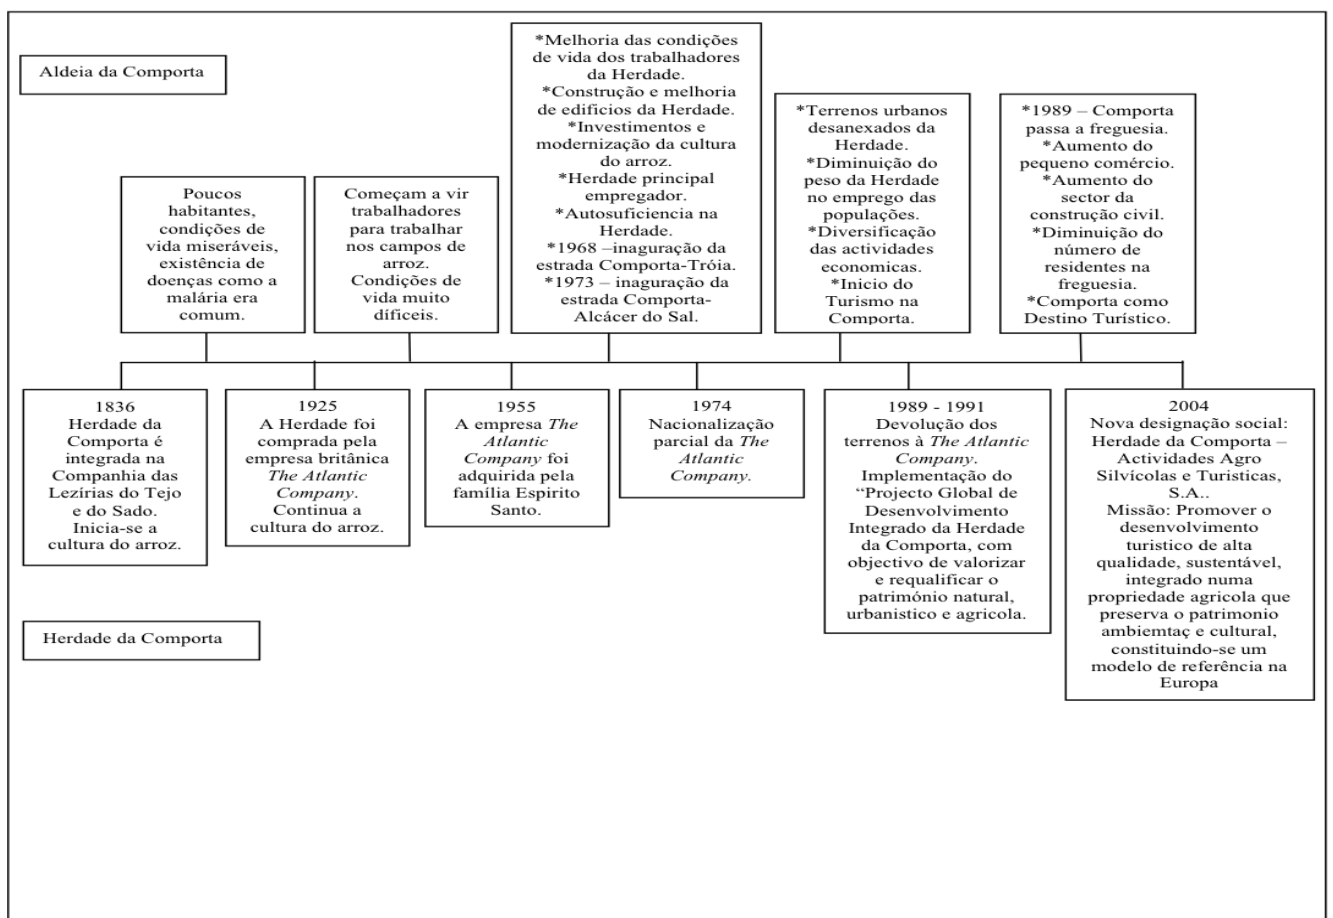 Aldeia da Comporta
Poucos
habitantes,
condições de
vida miseráveis,
existência de
doenças como a
malária era
comum.
Começam a vir
trabalhadores
para trabalhar
nos campos de
arroz.
Condições de
vida muito
díficeis.
*Melhoria das condições
de vida dos trabalhadores
da Herdade.
*Construção e melhoria
de edificios da Herdade.
*Investimentos e
modernização da cultura
do arroz.
*Herdade principal
empregador.
*Autosuficiencia na
Herdade.
*1968 –inaguração da
estrada Comporta-Tróia.
*1973 – inaguração da
estrada Comporta-
Alcácer do Sal.
*Terrenos urbanos
desanexados da
Herdade.
*Diminuição do
peso da Herdade
no emprego das
populações.
*Diversificação
das actividades
economicas.
*Inicio do
Turismo na
Comporta.
*1989 – Comporta
passa a freguesia.
*Aumento do
pequeno comércio.
*Aumento do
sector da
construção civil.
*Diminuição do
número de
residentes na
freguesia.
*Comporta como
Destino Turístico.
1836
Herdade da
Comporta é
integrada na
Companhia das
Lezírias do Tejo
e do Sado.
Inicia-se a
cultura do arroz.
1925
A Herdade foi
comprada pela
empresa britânica
The Atlantic
Company.
Continua a
cultura do arroz.
1955
A empresa The
Atlantic
Company foi
adquirida pela
família Espirito
Santo.
1974
Nacionalização
parcial da The
Atlantic
Company.
1989 - 1991
Devolução dos
terrenos à The Atlantic
Company.
Implementação do
“Projecto Global de
Desenvolvimento
Integrado da Herdade
da Comporta, com
objectivo de valorizar
e requalificar o
património natural,
urbanistico e agricola.
2004
Nova designação social:
Herdade da Comporta –
Actividades Agro
Silvícolas e Turisticas,
S.A..
Missão: Promover o
desenvolvimento
turistico de alta
qualidade, sustentável,
integrado numa
propriedade agricola que
preserva o patrimonio
ambiemtaç e cultural,
constituindo-se um
modelo de referência na
Europa
Herdade da Comporta